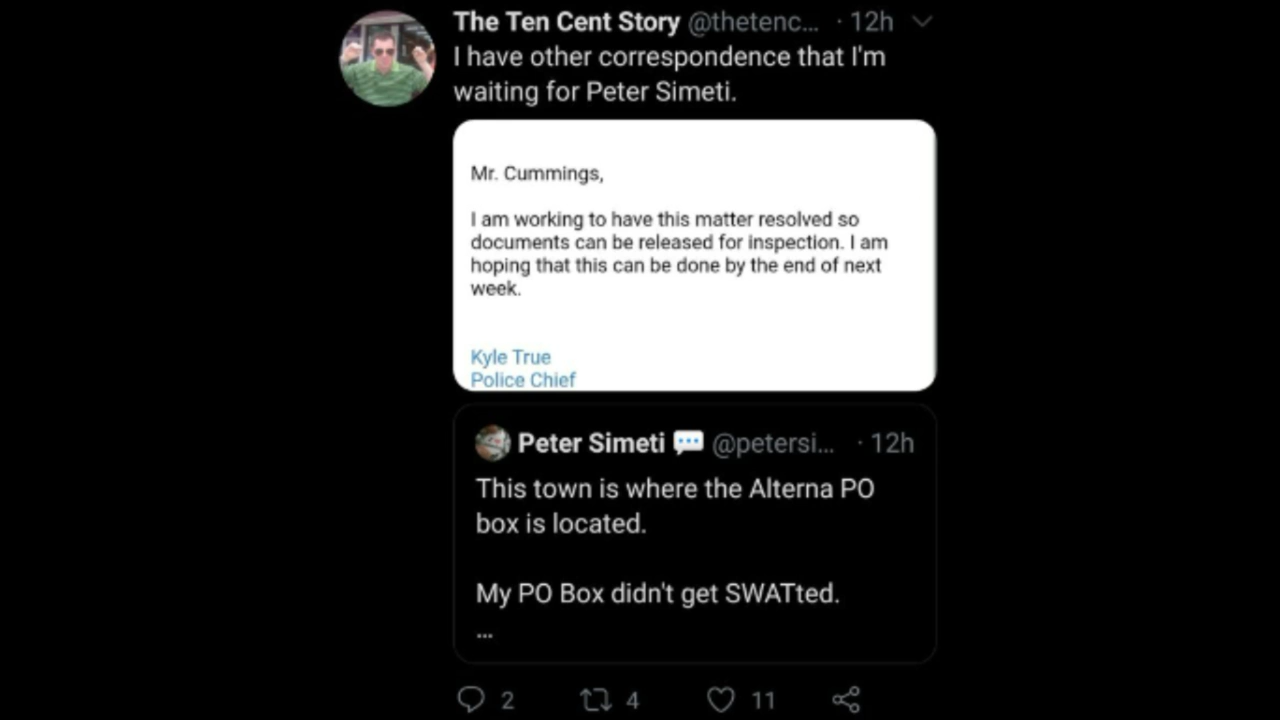 The Ten Cent Story @thetenc... · 12h
I have other correspondence that I'm
waiting for Peter Simeti.
Mr. Cummings,
I am working to have this matter resolved so
documents can be released for inspection. I am
hoping that this can be done by the end of next
week.
Kyle True
Police Chief
Peter Simeti 💬 @petersi... · 12h
This town is where the Alterna PO
box is located.
My PO Box didn't get SWATted.
...
2 4 11